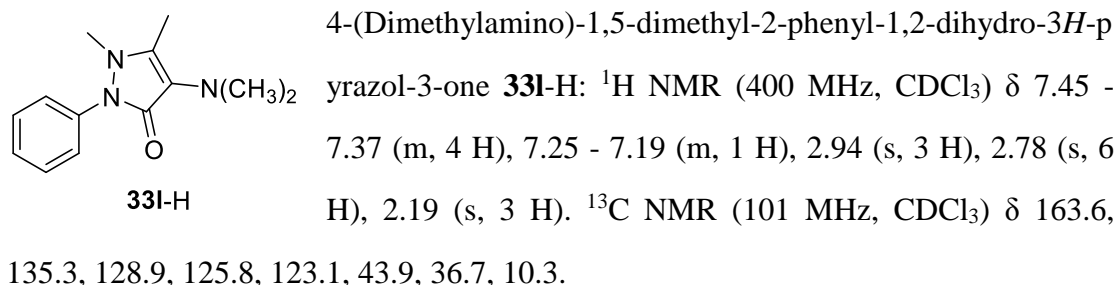 4-(Dimethylamino)-1,5-dimethyl-2-phenyl-1,2-dihydro-3H-p
yrazol-3-one 33l-H: ¹H NMR (400 MHz, CDCl₃) δ 7.45 -
7.37 (m, 4 H), 7.25 - 7.19 (m, 1 H), 2.94 (s, 3 H), 2.78 (s, 6
H), 2.19 (s, 3 H). ¹³C NMR (101 MHz, CDCl₃) δ 163.6,
135.3, 128.9, 125.8, 123.1, 43.9, 36.7, 10.3.
N
N
N(CH₃)₂
O
33l-H